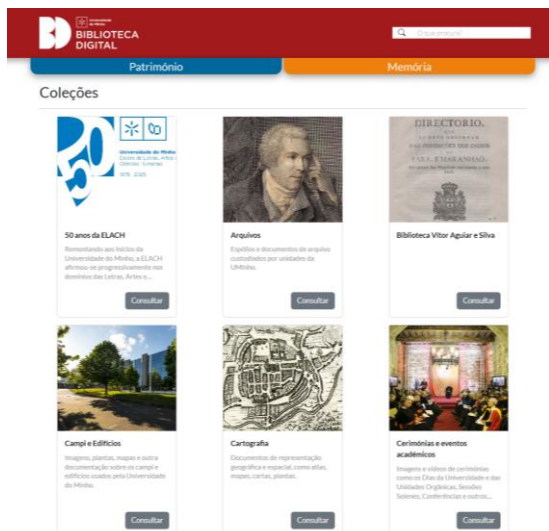 Universidade
do Minho
BIBLIOTECA
DIGITAL
O que procura?
Património
Memória
Coleções
Universidade do Minho
Escola de Letras, Artes e
Ciências Humanas
1975 . 2025
50 anos da ELACH
Remontando aos inícios da
Universidade do Minho, a ELACH
afirmou-se progressivamente nos
domínios das Letras, Artes e...
Consultar
Arquivos
Espólios e documentos de arquivo
custodiados por unidades da
UMinho.
Consultar
DIRECTORIO,
PARA, E MARANHAÕ.
Biblioteca Vítor Aguiar e Silva
Consultar
Campi e Edifícios
Imagens, plantas, mapas e outra
documentação sobre os campi e
edifícios usados pela Universidade
do Minho.
Consultar
Cartografia
Documentos de representação
geográfica e espacial, como atlas,
mapas, cartas, plantas.
Consultar
Cerimónias e eventos
académicos
Imagens e vídeos de cerimónias
como os Dias da Universidade e das
Unidades Orgânicas, Sessões
Solenes, Conferências e outros...
Consultar